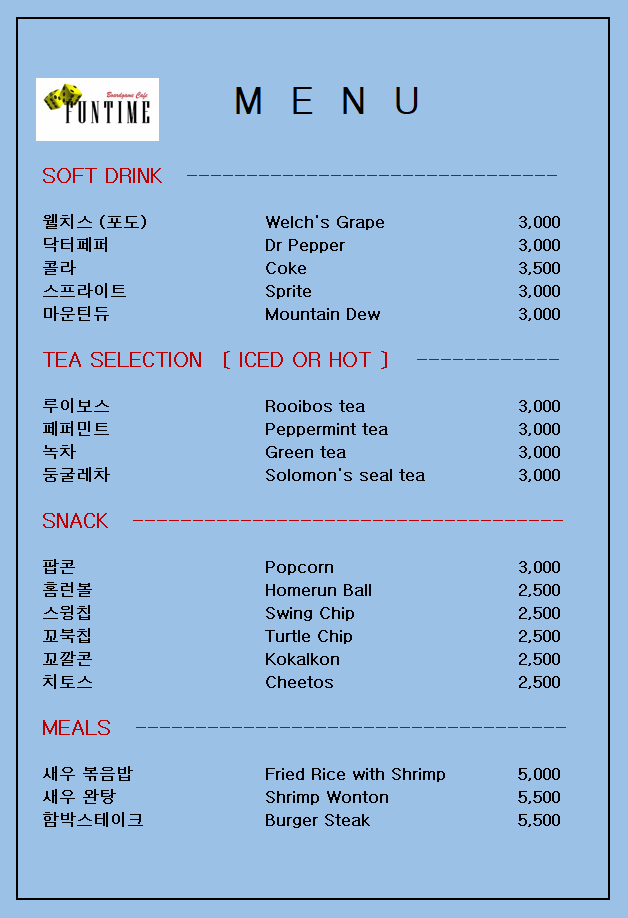 Boardgame Cafe
FUNTIME
MENU
SOFT DRINK
웰치스 (포도) Welch's Grape 3,000
닥터페퍼 Dr Pepper 3,000
콜라 Coke 3,500
스프라이트 Sprite 3,000
마운틴듀 Mountain Dew 3,000
TEA SELECTION [ ICED OR HOT ]
루이보스 Rooibos tea 3,000
페퍼민트 Peppermint tea 3,000
녹차 Green tea 3,000
둥굴레차 Solomon's seal tea 3,000
SNACK
팝콘 Popcorn 3,000
홈런볼 Homerun Ball 2,500
스윙칩 Swing Chip 2,500
꼬북칩 Turtle Chip 2,500
꼬깔콘 Kokalkon 2,500
치토스 Cheetos 2,500
MEALS
새우 볶음밥 Fried Rice with Shrimp 5,000
새우 완탕 Shrimp Wonton 5,500
함박스테이크 Burger Steak 5,500